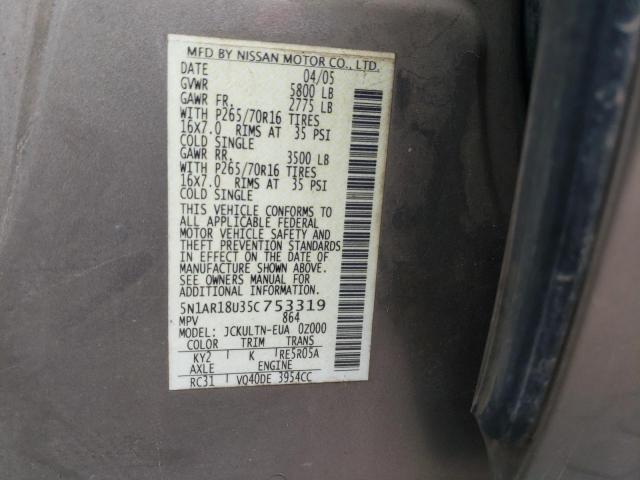 MFD BY NISSAN MOTOR CO., LTD.
DATE 04/05
GVWR 5800 LB
GAWR FR. 2775 LB
WITH P265/70R16 TIRES
16X7.0 RIMS AT 35 PSI
COLD SINGLE
GAWR RR. 3500 LB
WITH P265/70R16 TIRES
16X7.0 RIMS AT 35 PSI
COLD SINGLE
THIS VEHICLE CONFORMS TO
ALL APPLICABLE FEDERAL
MOTOR VEHICLE SAFETY AND
THEFT PREVENTION STANDARDS
IN EFFECT ON THE DATE OF
MANUFACTURE SHOWN ABOVE.
SEE OWNERS MANUAL FOR
ADDITIONAL INFORMATION.
5N1AR18U35C753319
MPV 864
MODEL: JCKULTN-EUA 0Z000
COLOR TRIM TRANS
KY2 K RE5R05A
AXLE ENGINE
RC31 VQ40DE 3954CC